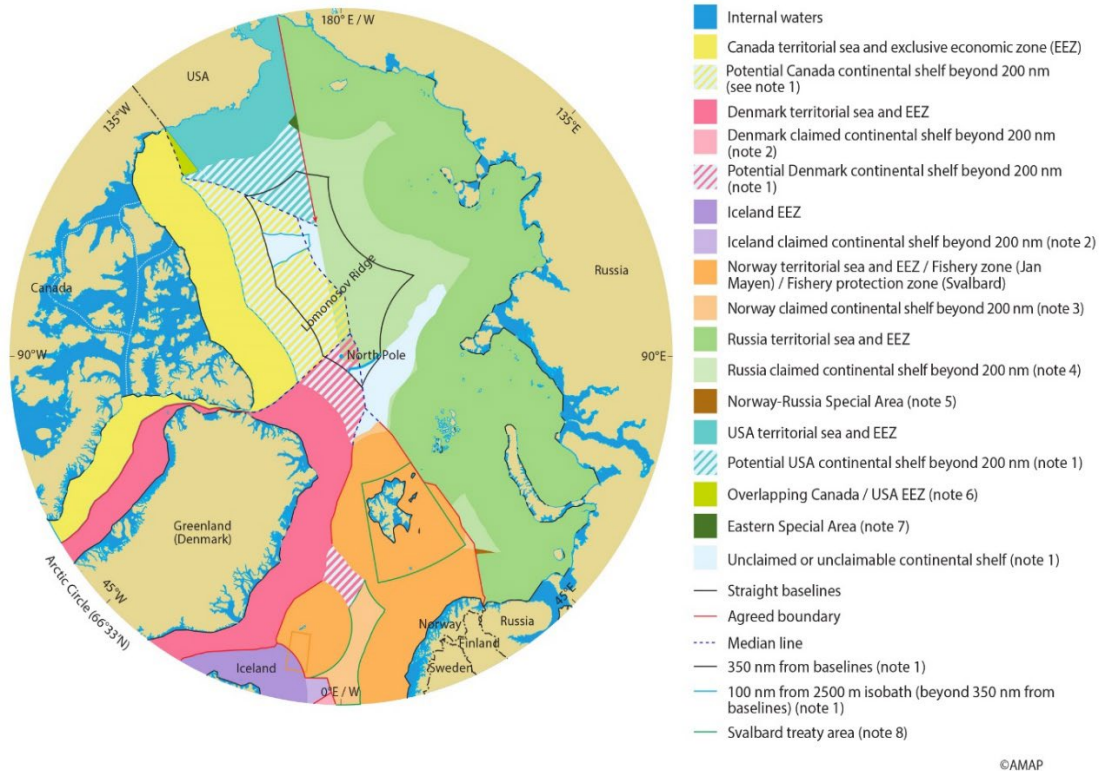 180° E / W
USA
135°W
135°E
Canada
Lomonosov Ridge
Russia
90°W
North Pole
90°E
Greenland
(Denmark)
Arctic Circle (66°33'N)
45°W
45°E
Norway
Russia
Finland
Sweden
Iceland
0°E / W
Internal waters
Canada territorial sea and exclusive economic zone (EEZ)
Potential Canada continental shelf beyond 200 nm
(see note 1)
Denmark territorial sea and EEZ
Denmark claimed continental shelf beyond 200 nm
(note 2)
Potential Denmark continental shelf beyond 200 nm
(note 1)
Iceland EEZ
Iceland claimed continental shelf beyond 200 nm (note 2)
Norway territorial sea and EEZ / Fishery zone (Jan
Mayen) / Fishery protection zone (Svalbard)
Norway claimed continental shelf beyond 200 nm (note 3)
Russia territorial sea and EEZ
Russia claimed continental shelf beyond 200 nm (note 4)
Norway-Russia Special Area (note 5)
USA territorial sea and EEZ
Potential USA continental shelf beyond 200 nm (note 1)
Overlapping Canada / USA EEZ (note 6)
Eastern Special Area (note 7)
Unclaimed or unclaimable continental shelf (note 1)
Straight baselines
Agreed boundary
Median line
350 nm from baselines (note 1)
100 nm from 2500 m isobath (beyond 350 nm from
baselines) (note 1)
Svalbard treaty area (note 8)
©AMAP